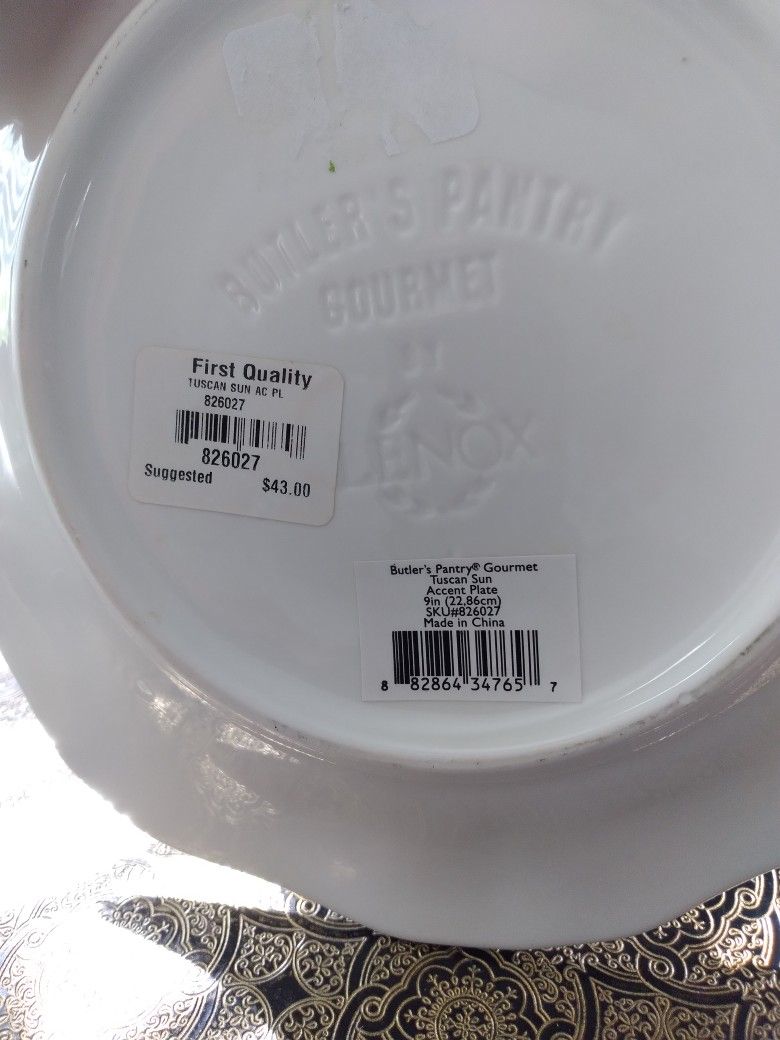 BUTLER'S PANTRY
GOURMET
BY
LENOX
First Quality
TUSCAN SUN AC PL
826027
826027
Suggested $43.00
Butler's Pantry® Gourmet
Tuscan Sun
Accent Plate
9in (22,86cm)
SKU#826027
Made in China
8 82864 34765 7